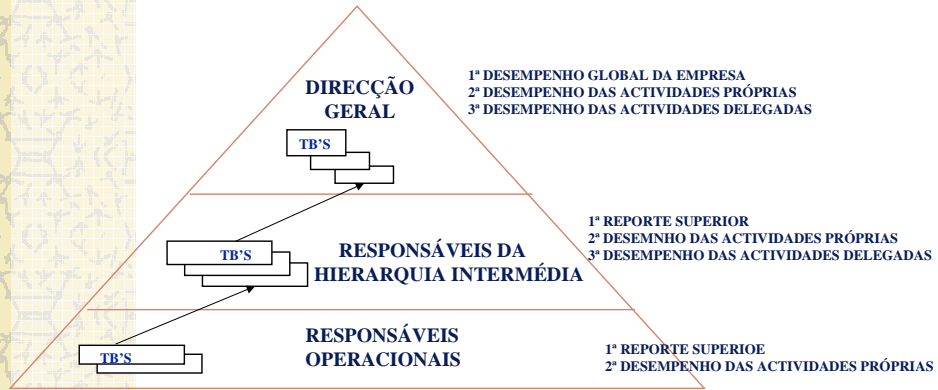 DIRECÇÃO
GERAL
TB'S
1ª DESEMPENHO GLOBAL DA EMPRESA
2ª DESEMPENHO DAS ACTIVIDADES PRÓPRIAS
3ª DESEMPENHO DAS ACTIVIDADES DELEGADAS
RESPONSÁVEIS DA
HIERARQUIA INTERMÉDIA
TB'S
1ª REPORTE SUPERIOR
2ª DESEMNHO DAS ACTIVIDADES PRÓPRIAS
3ª DESEMPENHO DAS ACTIVIDADES DELEGADAS
RESPONSÁVEIS
OPERACIONAIS
TB'S
1ª REPORTE SUPERIOE
2ª DESEMPENHO DAS ACTIVIDADES PRÓPRIAS